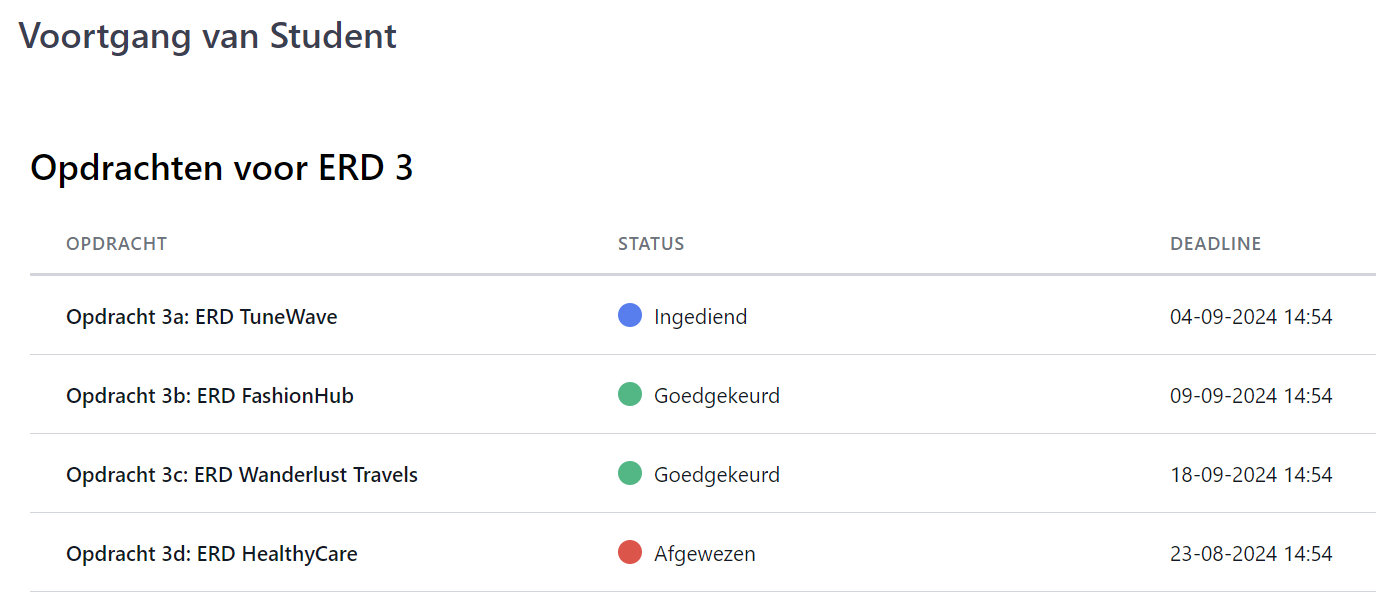 Voortgang van Student
Opdrachten voor ERD 3
OPDRACHT STATUS DEADLINE
Opdracht 3a: ERD TuneWave Ingediend 04-09-2024 14:54
Opdracht 3b: ERD FashionHub Goedgekeurd 09-09-2024 14:54
Opdracht 3c: ERD Wanderlust Travels Goedgekeurd 18-09-2024 14:54
Opdracht 3d: ERD HealthyCare Afgewezen 23-08-2024 14:54